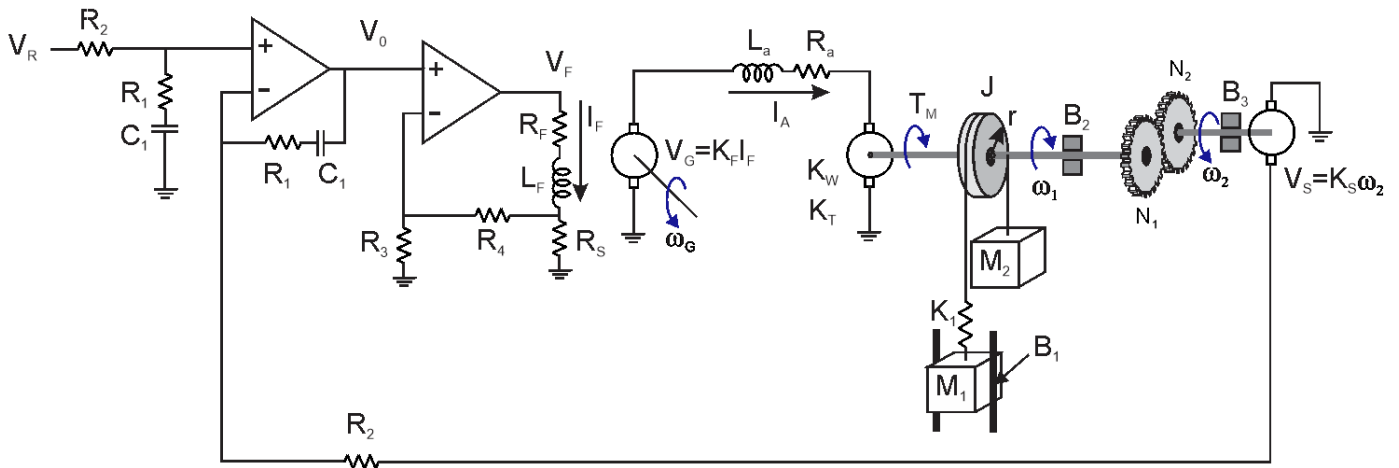 V_R
R_2
R_1
C_1
R_1
C_1
V_0
V_F
R_F
I_F
L_F
R_3
R_4
R_S
V_G=K_FI_F
ω_G
L_a
R_a
I_A
K_W
K_T
T_M
J
r
ω_1
B_2
N_1
N_2
B_3
ω_2
V_S=K_Sω_2
M_2
K_1
M_1
B_1
R_2
+
-
+
-